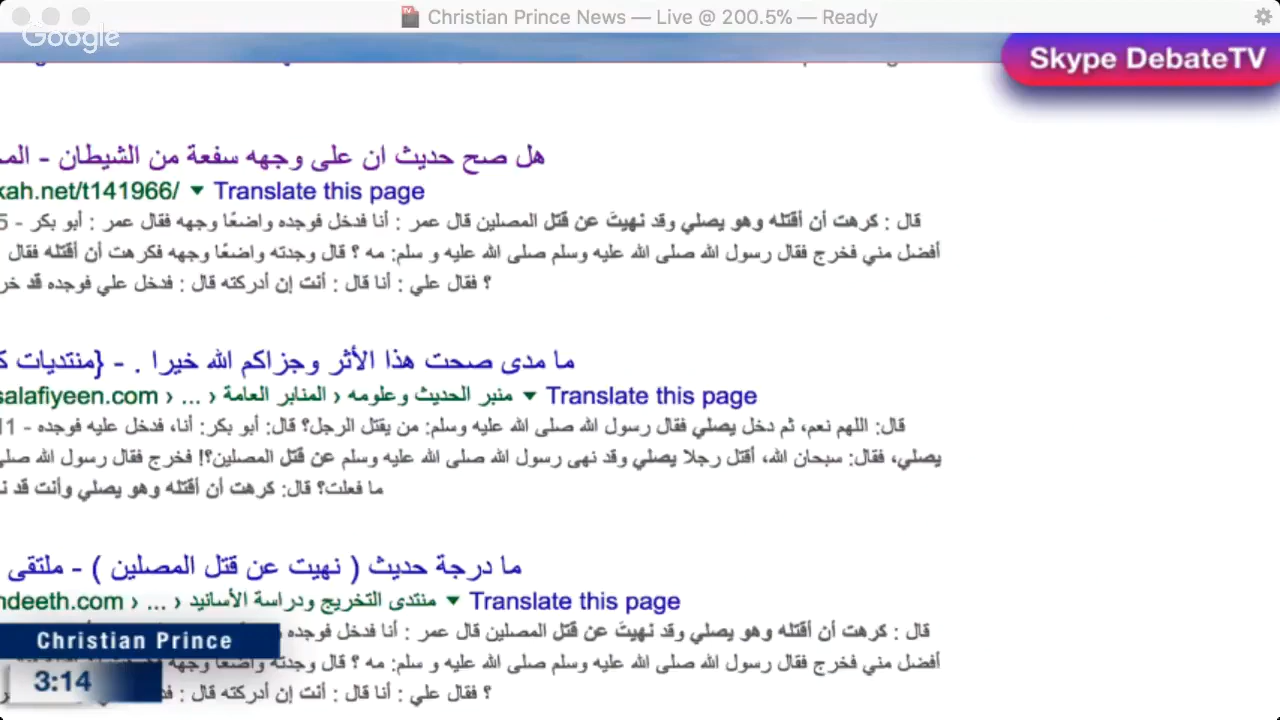 Christian Prince News — Live @ 200.5% — Ready
Google
Skype DebateTV
هل صح حديث ان على وجهه سفعة من الشيطان -
kah.net/t141966/ ▼ Translate this page
قال : كرهت أن أقتله وهو يصلي وقد نهيتَ عن قتل المصلين قال عمر : أنا فدخل فوجده واضعًا وجهه فقال عمر : أبو بكر - 5
أفضل مني فخرج فقال رسول الله صلى الله عليه وسلم صلى الله عليه و سلم: مه ؟ قال وجدته واضعًا وجهه فكرهت أن أقتله فقال
؟ فقال علي : أنا قال : أنت إن أدركته قال : فدخل علي فوجده قد
ما مدى صحت هذا الأثر وجزاكم الله خيرا . - {منتديات
salafiyeen.com › ... › منبر الحديث وعلومه ‹ المنابر العامة ▼ Translate this page
قال: اللهم نعم، ثم دخل يصلي فقال رسول الله صلى الله عليه وسلم: من يقتل الرجل؟ قال: أبو بكر: أنا، فدخل عليه فوجده - 11
يصلي، فقال: سبحان الله، أقتل رجلا يصلي وقد نهى رسول الله صلى الله عليه وسلم عن قتل المصلين؟! فخرج فقال رسول الله
ما فعلت؟ قال: كرهت أن أقتله وهو يصلي وأنت قد
ما درجة حديث ( نهيت عن قتل المصلين ) - ملتقى
ndeeth.com › ... › منتدى التخريج ودراسة الأسانيد ▼ Translate this page
قال : كرهت أن أقتله وهو يصلي وقد نهيتَ عن قتل المصلين قال عمر : أنا فدخل فوجده
أفضل مني فخرج فقال رسول الله صلى الله عليه وسلم صلى الله عليه و سلم: مه ؟ قال وجدته واضعًا وجهه
؟ فقال علي : أنا قال : أنت إن أدركته قال :
Christian Prince
3:14